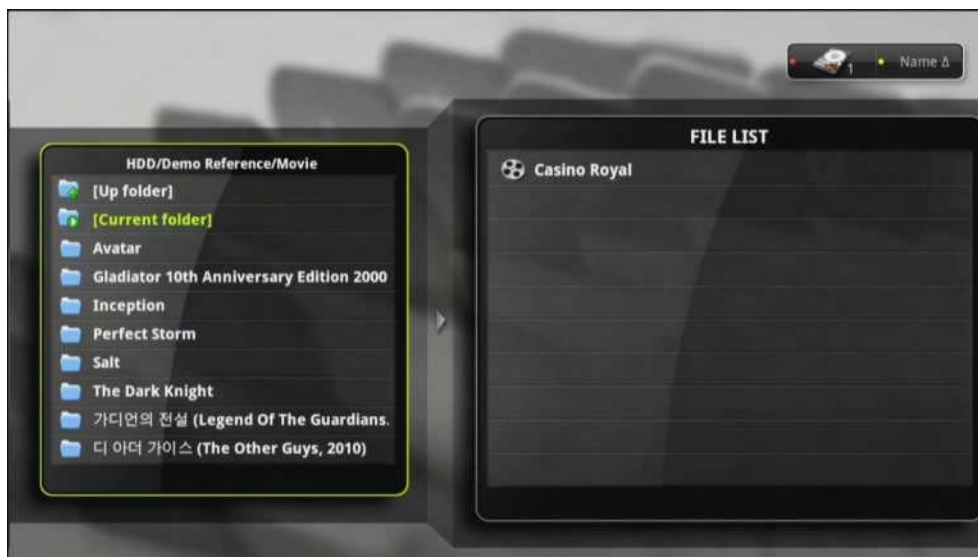 1
Name Δ
HDD/Demo Reference/Movie
[Up folder]
[Current folder]
Avatar
Gladiator 10th Anniversary Edition 2000
Inception
Perfect Storm
Salt
The Dark Knight
가디언의 전설 (Legend Of The Guardians.
디 아더 가이스 (The Other Guys, 2010)
FILE LIST
Casino Royal